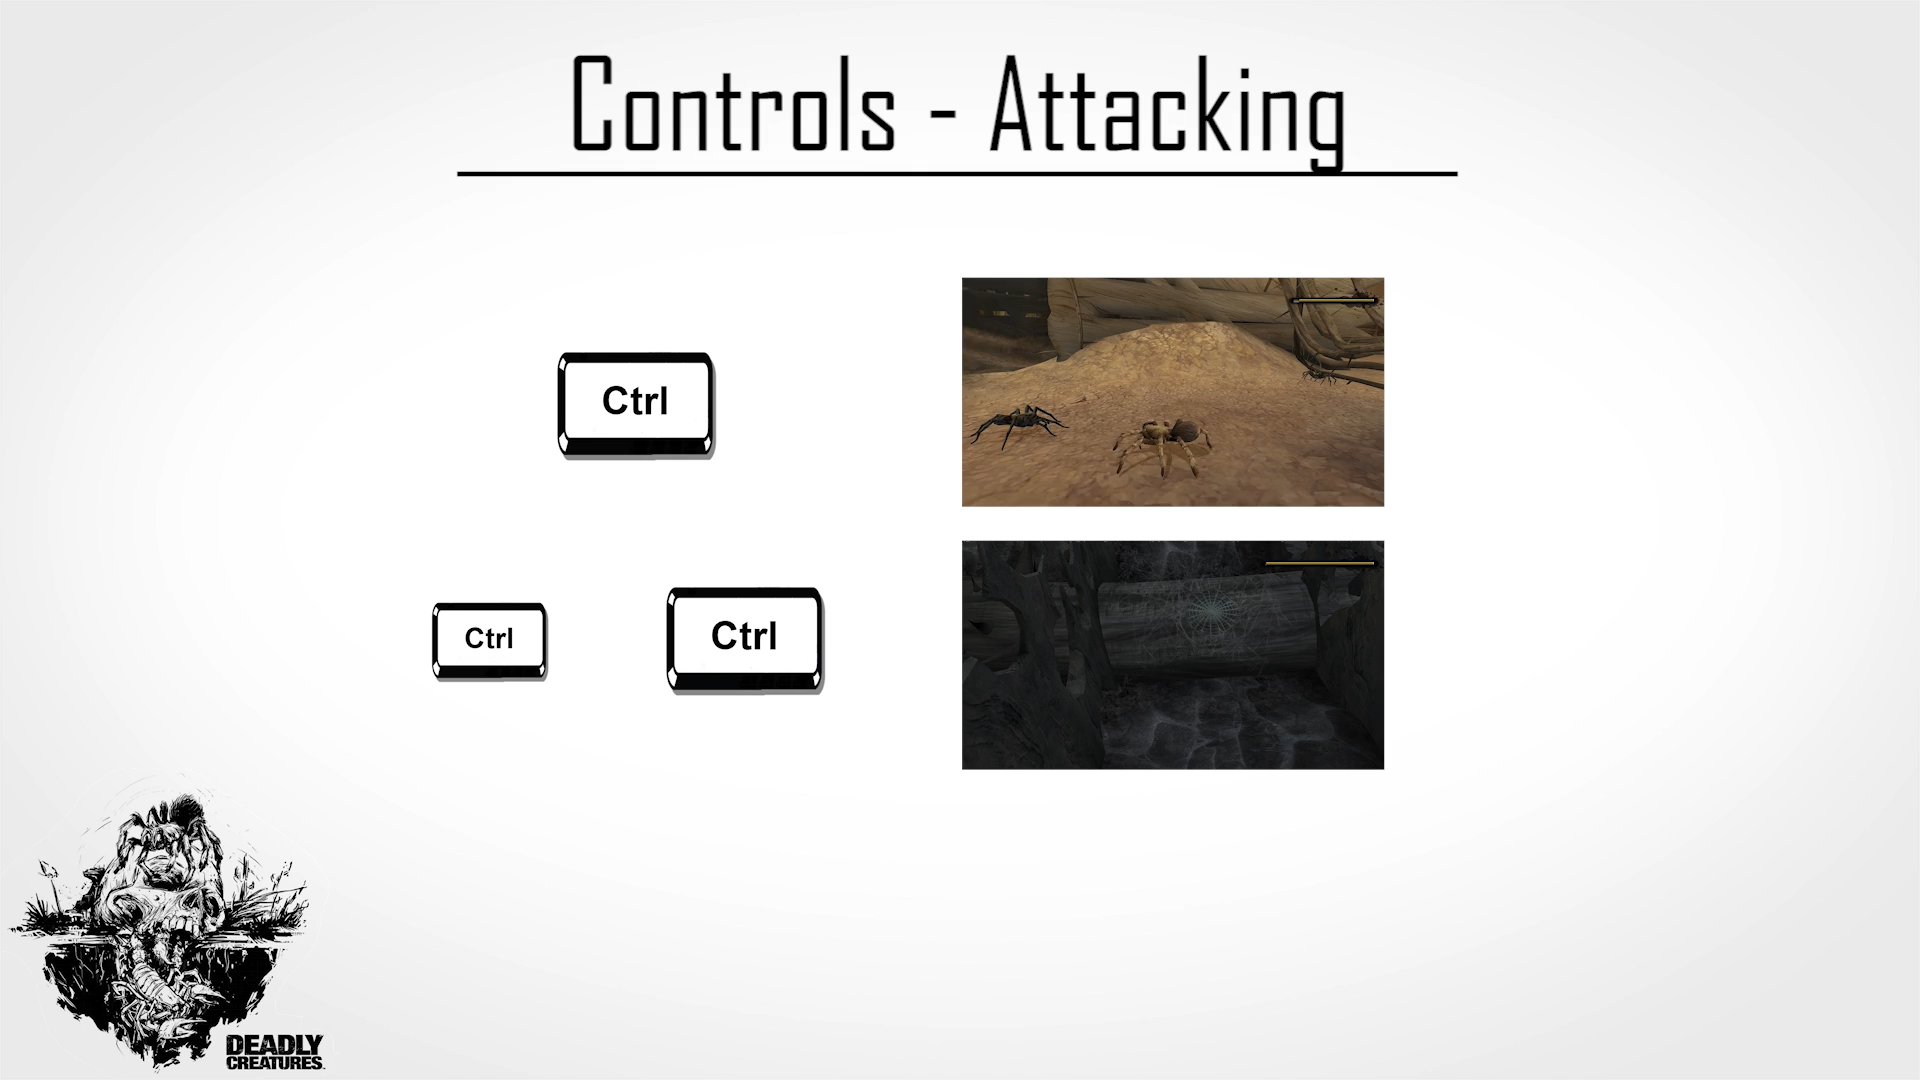 Controls - Attacking
Ctrl
Ctrl
Ctrl
DEADLY
CREATURES